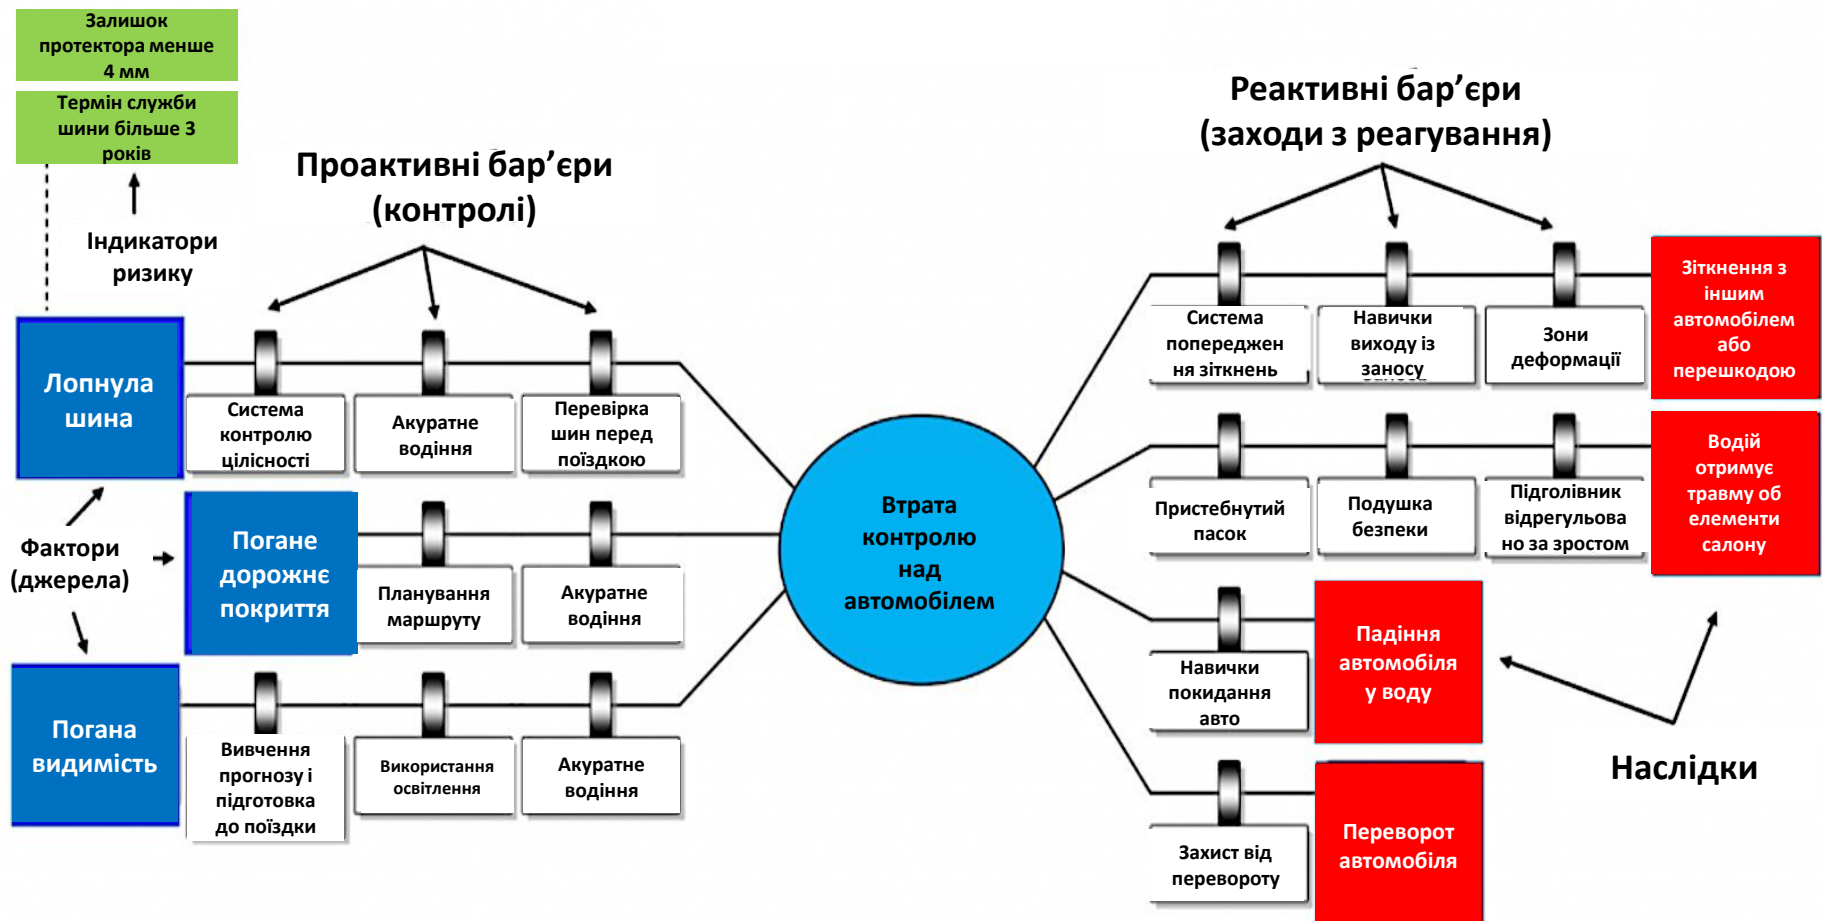 Залишок
протектора менше
4 мм
Термін служби
шини більше 3
років
Індикатори
ризику
Проактивні бар’єри
(контролі)
Реактивні бар’єри
(заходи з реагування)
Лопнула
шина
Система
контролю
цілісності
Акуратне
водіння
Перевірка
шин перед
поїздкою
Фактори
(джерела)
Погане
дорожнє
покриття
Планування
маршруту
Акуратне
водіння
Погана
видимість
Вивчення
прогнозу і
підготовка
до поїздки
Використання
освітлення
Акуратне
водіння
Втрата
контролю
над
автомобілем
Система
попереджен
ня зіткнень
Навички
виходу із
заносу
Зони
деформації
Зіткнення з
іншим
автомобілем
або
перешкодою
Пристебнутий
пасок
Подушка
безпеки
Підголівник
відрегульова
но за зростом
Водій
отримує
травму об
елементи
салону
Навички
покидання
авто
Падіння
автомобіля
у воду
Захист від
перевороту
Переворот
автомобіля
Наслідки